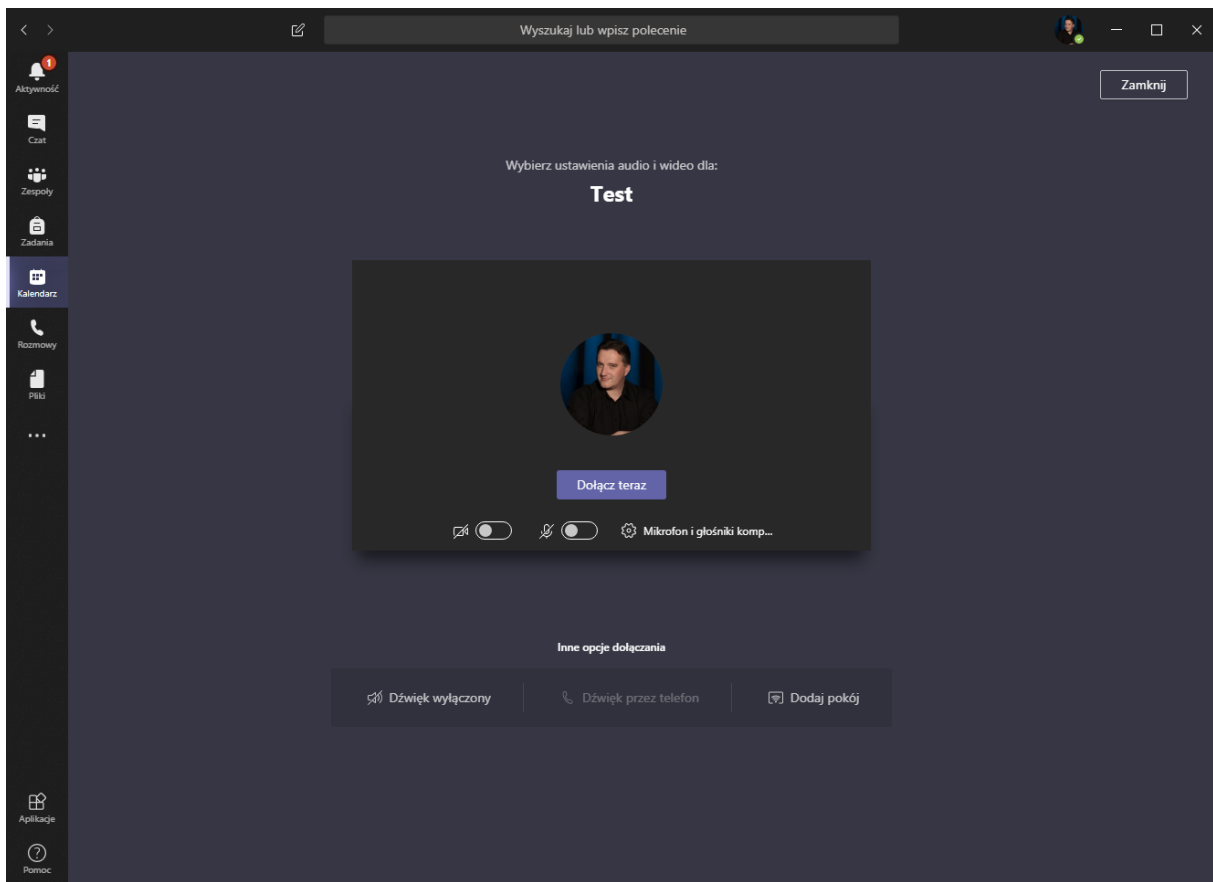 Wyszukaj lub wpisz polecenie
1
Aktywność
Czat
Zespoły
Zadania
Kalendarz
Rozmowy
Pliki
Zamknij
Wybierz ustawienia audio i wideo dla:
Test
Dołącz teraz
Mikrofon i głośniki komp...
Inne opcje dołączania
Dźwięk wyłączony
Dźwięk przez telefon
Dodaj pokój
Aplikacje
Pomoc